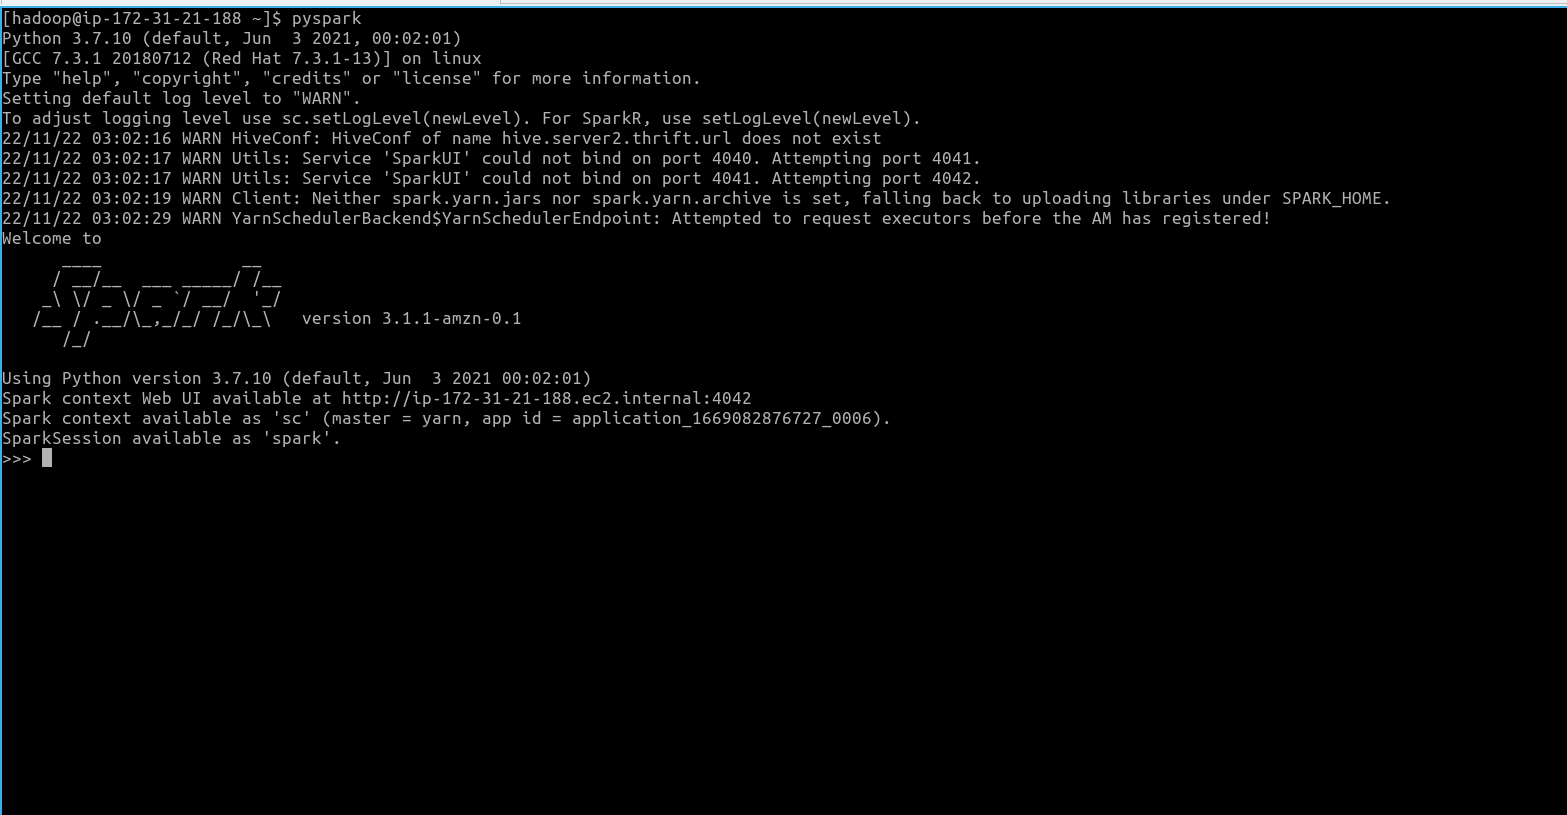 [hadoop@ip-172-31-21-188 ~]$ pyspark
Python 3.7.10 (default, Jun  3 2021, 00:02:01)
[GCC 7.3.1 20180712 (Red Hat 7.3.1-13)] on linux
Type "help", "copyright", "credits" or "license" for more information.
Setting default log level to "WARN".
To adjust logging level use sc.setLogLevel(newLevel). For SparkR, use setLogLevel(newLevel).
22/11/22 03:02:16 WARN HiveConf: HiveConf of name hive.server2.thrift.url does not exist
22/11/22 03:02:17 WARN Utils: Service 'SparkUI' could not bind on port 4040. Attempting port 4041.
22/11/22 03:02:17 WARN Utils: Service 'SparkUI' could not bind on port 4041. Attempting port 4042.
22/11/22 03:02:19 WARN Client: Neither spark.yarn.jars nor spark.yarn.archive is set, falling back to uploading libraries under SPARK_HOME.
22/11/22 03:02:29 WARN YarnSchedulerBackend$YarnSchedulerEndpoint: Attempted to request executors before the AM has registered!
Welcome to
      ____              __
     / __/__  ___ _____/ /__
    _\ \/ _ \/ _ `/ __/  '_/
   /__ / .__/\_,_/_/ /_/\_\   version 3.1.1-amzn-0.1
      /_/

Using Python version 3.7.10 (default, Jun  3 2021 00:02:01)
Spark context Web UI available at http://ip-172-31-21-188.ec2.internal:4042
Spark context available as 'sc' (master = yarn, app id = application_1669082876727_0006).
SparkSession available as 'spark'.
>>>